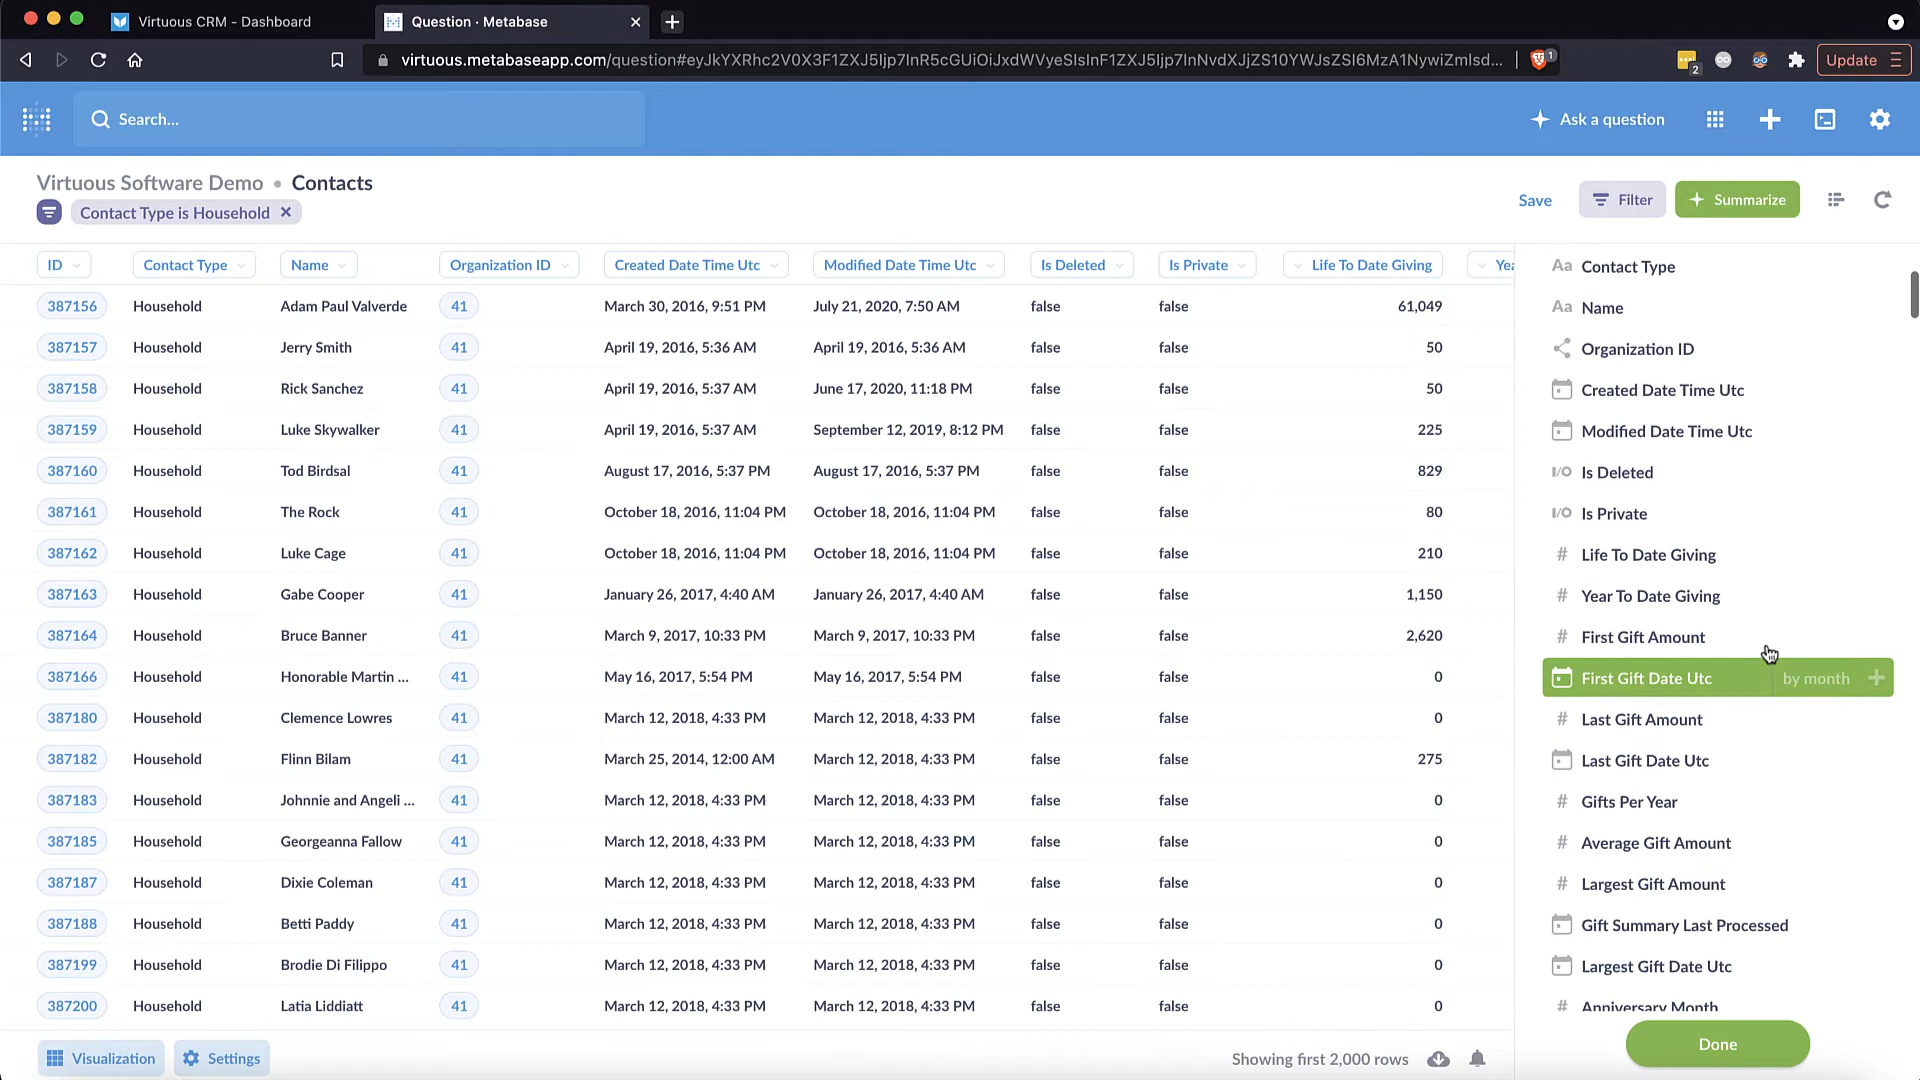 Virtuous CRM - Dashboard
Question · Metabase
virtuous.metabaseapp.com/question#eyJkYXRhc2V0X3F1ZXJ5Ijp7InR5cGUiOiJxdWVyeSIsInF1ZXJ5Ijp7InNvdXJjZS10YWJsZSI6MzA1NywiZmlsd...
1
2
Update
Search...
Ask a question
Virtuous Software Demo • Contacts
Contact Type is Household
Save
Filter
Summarize
ID Contact Type Name Organization ID Created Date Time Utc Modified Date Time Utc Is Deleted Is Private Life To Date Giving Yea
387156 Household Adam Paul Valverde 41 March 30, 2016, 9:51 PM July 21, 2020, 7:50 AM false false 61,049
387157 Household Jerry Smith 41 April 19, 2016, 5:36 AM April 19, 2016, 5:36 AM false false 50
387158 Household Rick Sanchez 41 April 19, 2016, 5:37 AM June 17, 2020, 11:18 PM false false 50
387159 Household Luke Skywalker 41 April 19, 2016, 5:37 AM September 12, 2019, 8:12 PM false false 225
387160 Household Tod Birdsal 41 August 17, 2016, 5:37 PM August 17, 2016, 5:37 PM false false 829
387161 Household The Rock 41 October 18, 2016, 11:04 PM October 18, 2016, 11:04 PM false false 80
387162 Household Luke Cage 41 October 18, 2016, 11:04 PM October 18, 2016, 11:04 PM false false 210
387163 Household Gabe Cooper 41 January 26, 2017, 4:40 AM January 26, 2017, 4:40 AM false false 1,150
387164 Household Bruce Banner 41 March 9, 2017, 10:33 PM March 9, 2017, 10:33 PM false false 2,620
387166 Household Honorable Martin ... 41 May 16, 2017, 5:54 PM May 16, 2017, 5:54 PM false false 0
387180 Household Clemence Lowres 41 March 12, 2018, 4:33 PM March 12, 2018, 4:33 PM false false 0
387182 Household Flinn Bilam 41 March 25, 2014, 12:00 AM March 12, 2018, 4:33 PM false false 275
387183 Household Johnnie and Angeli ... 41 March 12, 2018, 4:33 PM March 12, 2018, 4:33 PM false false 0
387185 Household Georgeanna Fallow 41 March 12, 2018, 4:33 PM March 12, 2018, 4:33 PM false false 0
387187 Household Dixie Coleman 41 March 12, 2018, 4:33 PM March 12, 2018, 4:33 PM false false 0
387188 Household Betti Paddy 41 March 12, 2018, 4:33 PM March 12, 2018, 4:33 PM false false 0
387199 Household Brodie Di Filippo 41 March 12, 2018, 4:33 PM March 12, 2018, 4:33 PM false false 0
387200 Household Latia Liddiatt 41 March 12, 2018, 4:33 PM March 12, 2018, 4:33 PM false false 0
Aa Contact Type
Aa Name
Organization ID
Created Date Time Utc
Modified Date Time Utc
I/O Is Deleted
I/O Is Private
# Life To Date Giving
# Year To Date Giving
# First Gift Amount
First Gift Date Utc by month +
# Last Gift Amount
Last Gift Date Utc
# Gifts Per Year
# Average Gift Amount
# Largest Gift Amount
Gift Summary Last Processed
Largest Gift Date Utc
# Anniversary Month
Done
Visualization
Settings
Showing first 2,000 rows